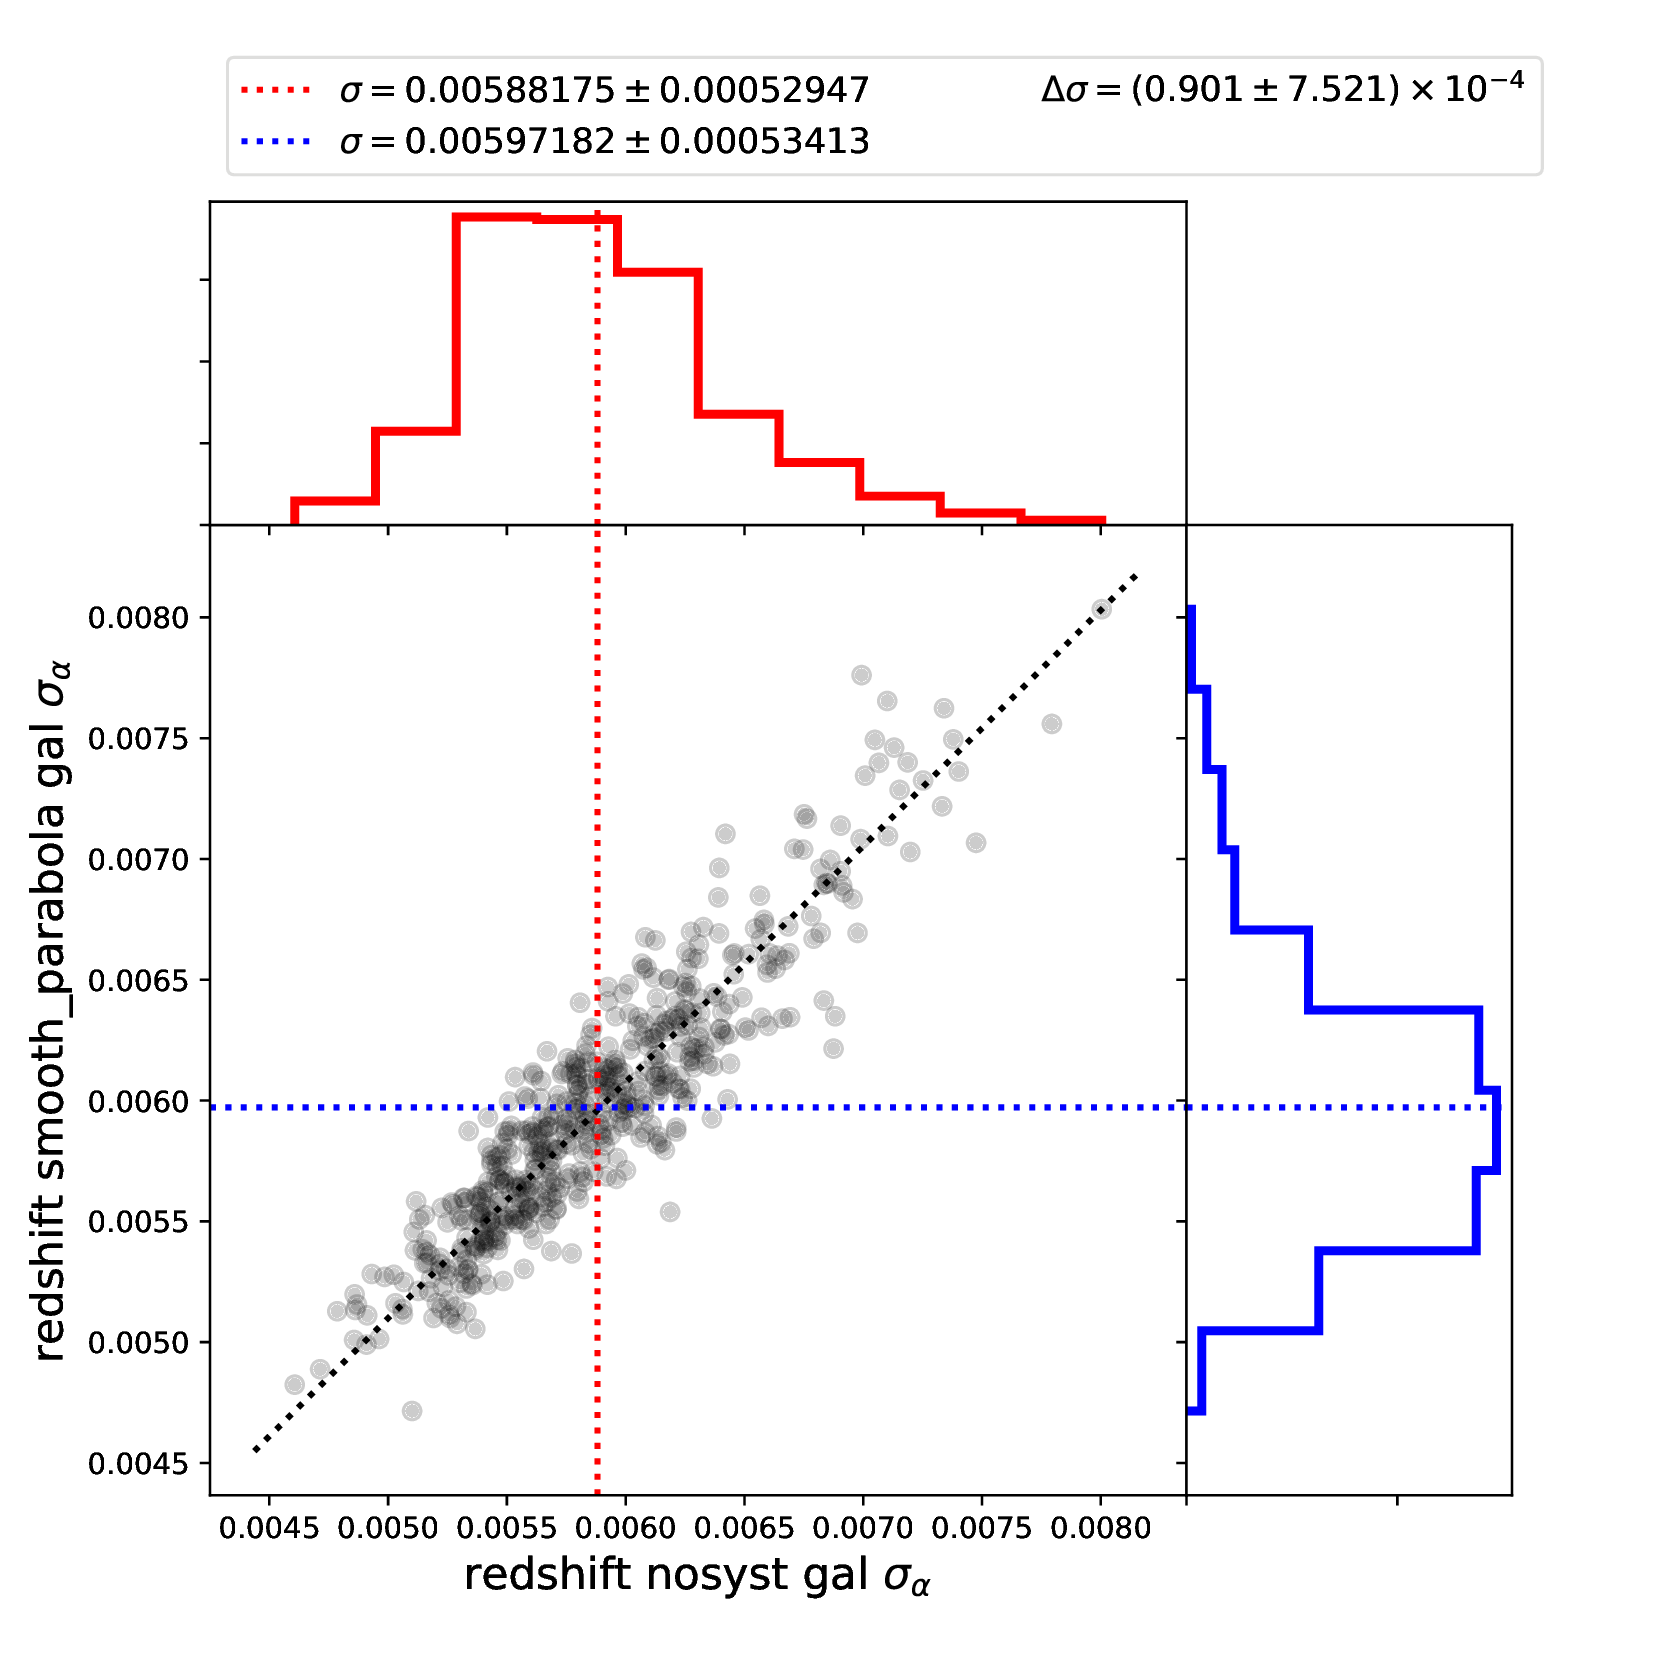 σ = 0.00588175 ± 0.00052947
σ = 0.00597182 ± 0.00053413
Δσ = (0.901 ± 7.521) × 10⁻⁴
0.0080
0.0075
0.0070
0.0065
0.0060
0.0055
0.0050
0.0045
redshift smooth_parabola gal σ_α
0.0045 0.0050 0.0055 0.0060 0.0065 0.0070 0.0075 0.0080
redshift nosyst gal σ_α